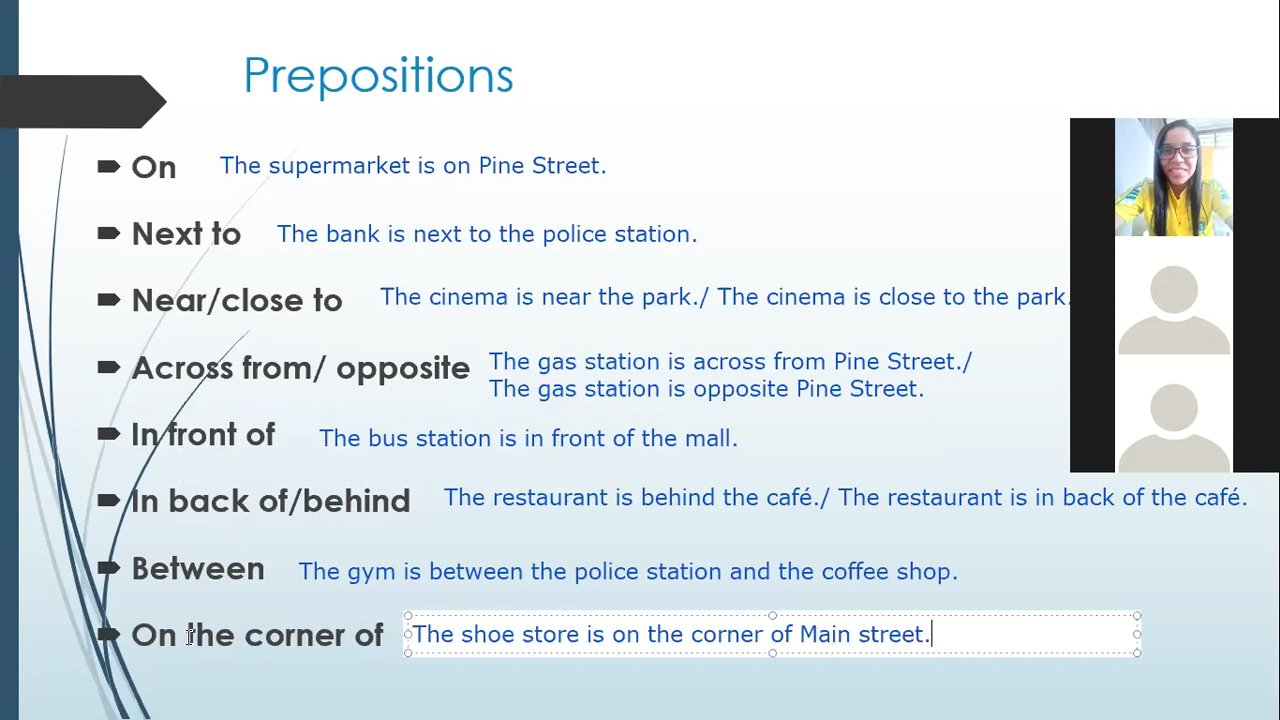 Prepositions
On The supermarket is on Pine Street.
Next to The bank is next to the police station.
Near/close to The cinema is near the park./ The cinema is close to the park.
Across from/ opposite The gas station is across from Pine Street./
The gas station is opposite Pine Street.
In front of The bus station is in front of the mall.
In back of/behind The restaurant is behind the café./ The restaurant is in back of the café.
Between The gym is between the police station and the coffee shop.
On the corner of The shoe store is on the corner of Main street.